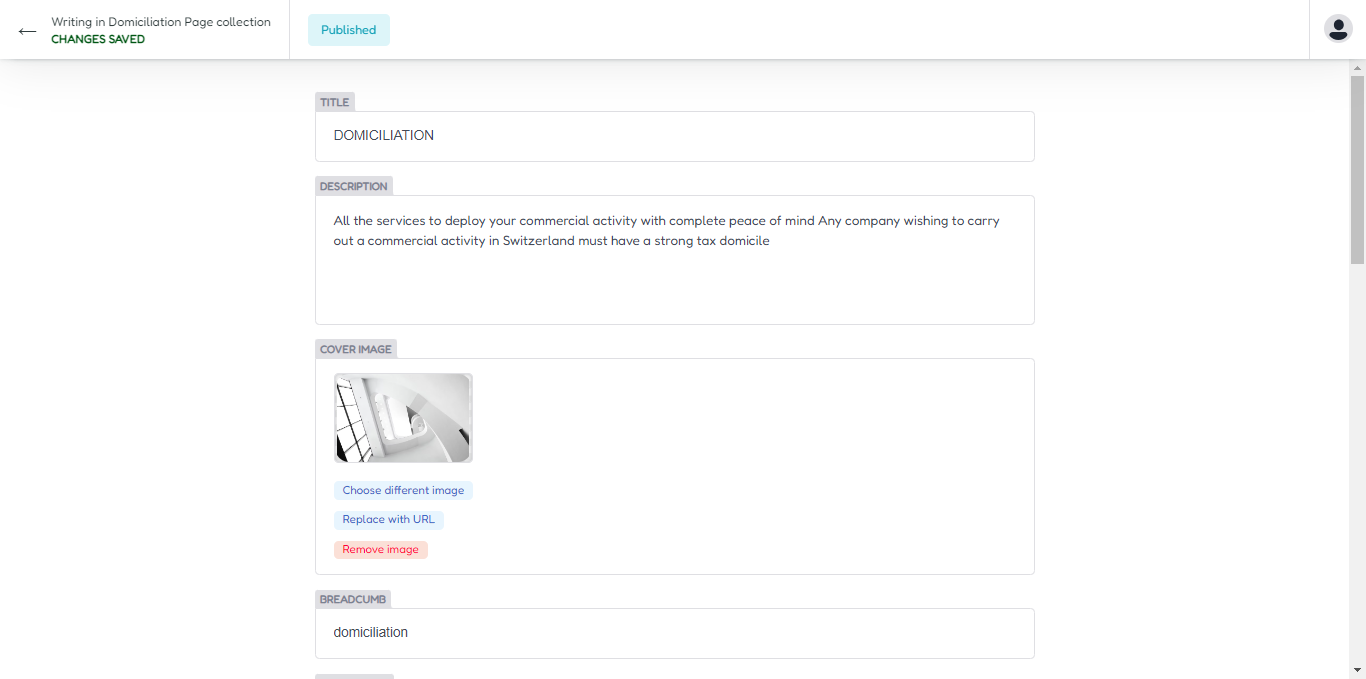 Writing in Domiciliation Page collection
CHANGES SAVED
Published
TITLE
DOMICILIATION
DESCRIPTION
All the services to deploy your commercial activity with complete peace of mind Any company wishing to carry
out a commercial activity in Switzerland must have a strong tax domicile
COVER IMAGE
Choose different image
Replace with URL
Remove image
BREADCUMB
domiciliation